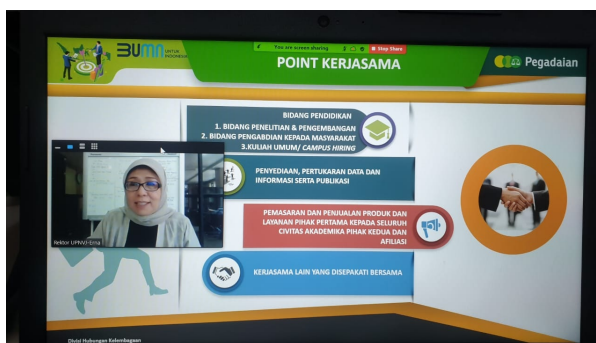 BUMN UNTUK
INDONESIA
You are screen sharing
Stop Share
POINT KERJASAMA
Pegadaian
BIDANG PENDIDIKAN
1. BIDANG PENELITIAN & PENGEMBANGAN
2. BIDANG PENGABDIAN KEPADA MASYARAKAT
3.KULIAH UMUM/ CAMPUS HIRING
PENYEDIAAN, PERTUKARAN DATA DAN
INFORMASI SERTA PUBLIKASI
PEMASARAN DAN PENJUALAN PRODUK DAN
LAYANAN PIHAK PERTAMA KEPADA SELURUH
CIVITAS AKADEMIKA PIHAK KEDUA DAN
AFILIASI
Rektor UPNVJ-Erna
KERJASAMA LAIN YANG DISEPAKATI BERSAMA
Divisi Hubungan Kelembagaan